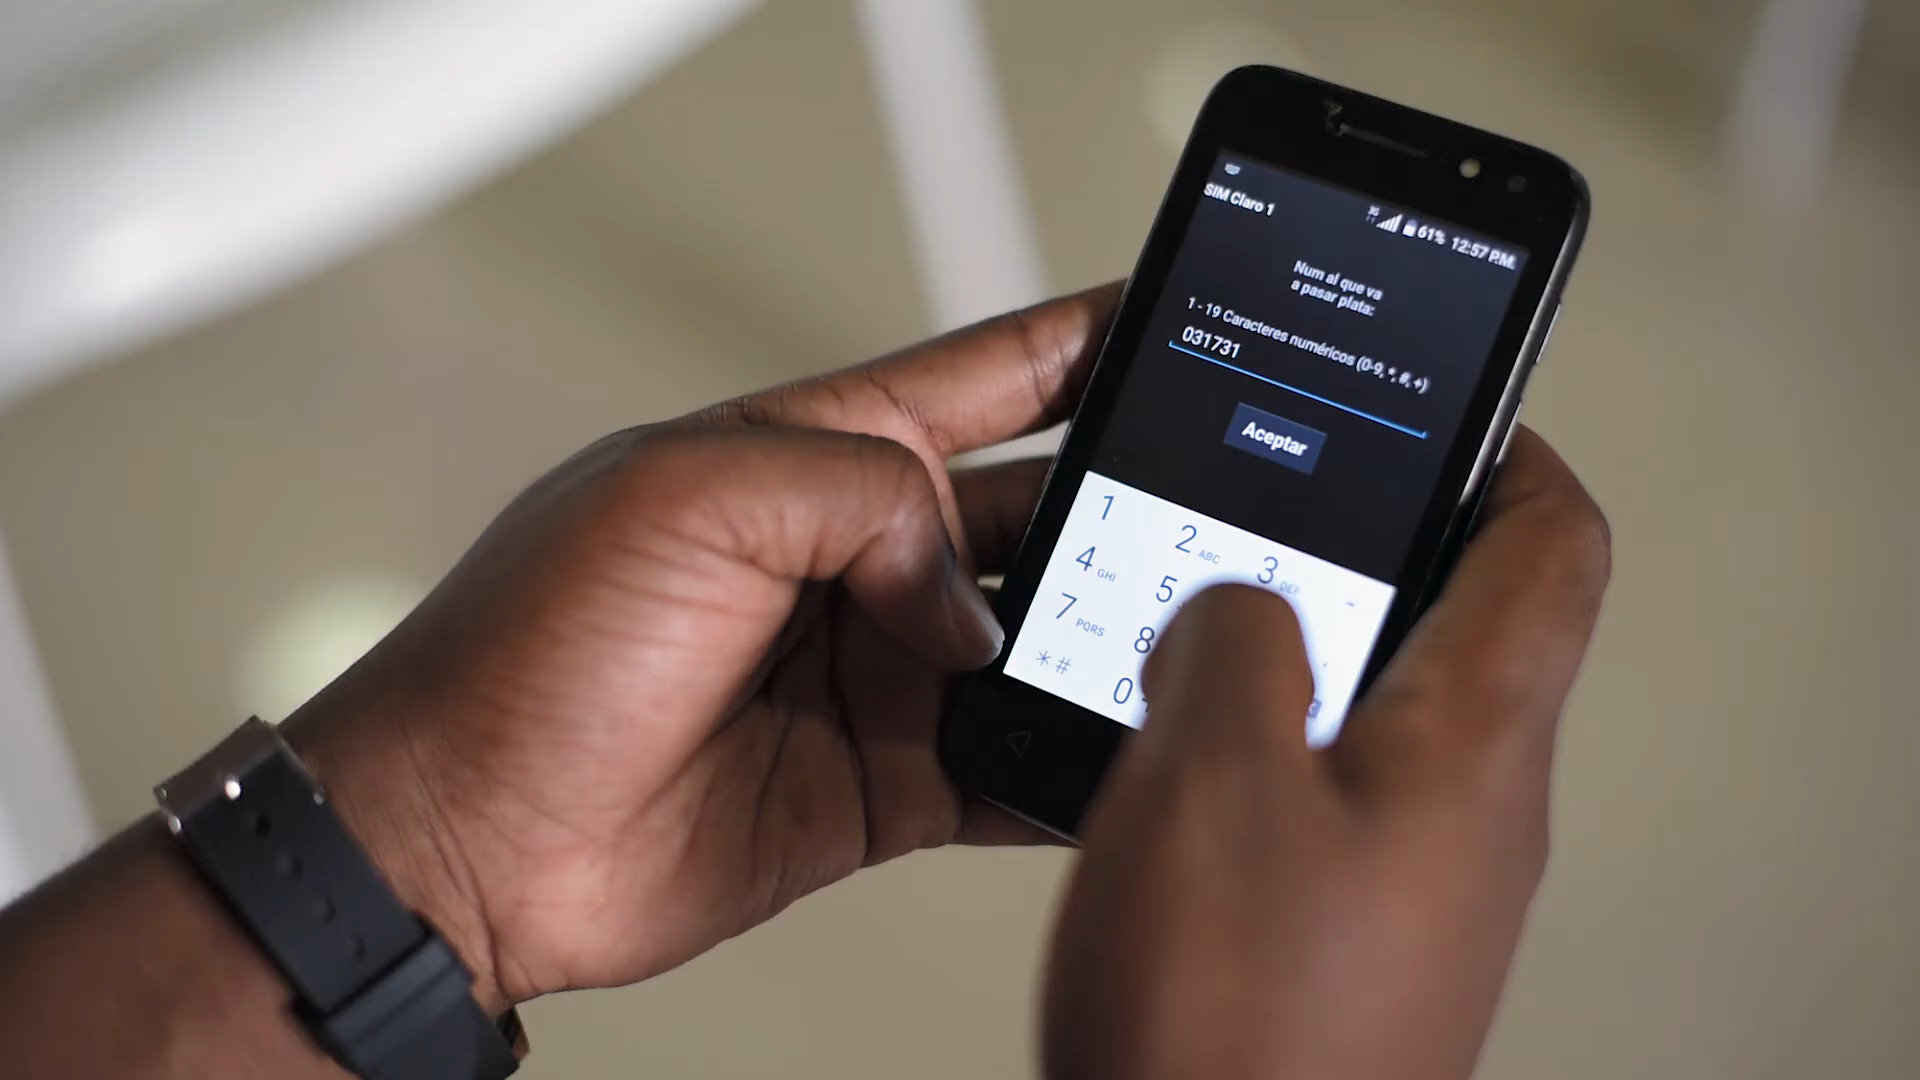 SIM Claro 1
3G 61% 12:57 P.M.
Num al que va
a pasar plata:
1 - 19 Caracteres numéricos (0-9, *, #, +)
031731
Aceptar
1
2 ABC
3 DEF
-
4 GHI
5
7 PQRS
8
* #
0 +